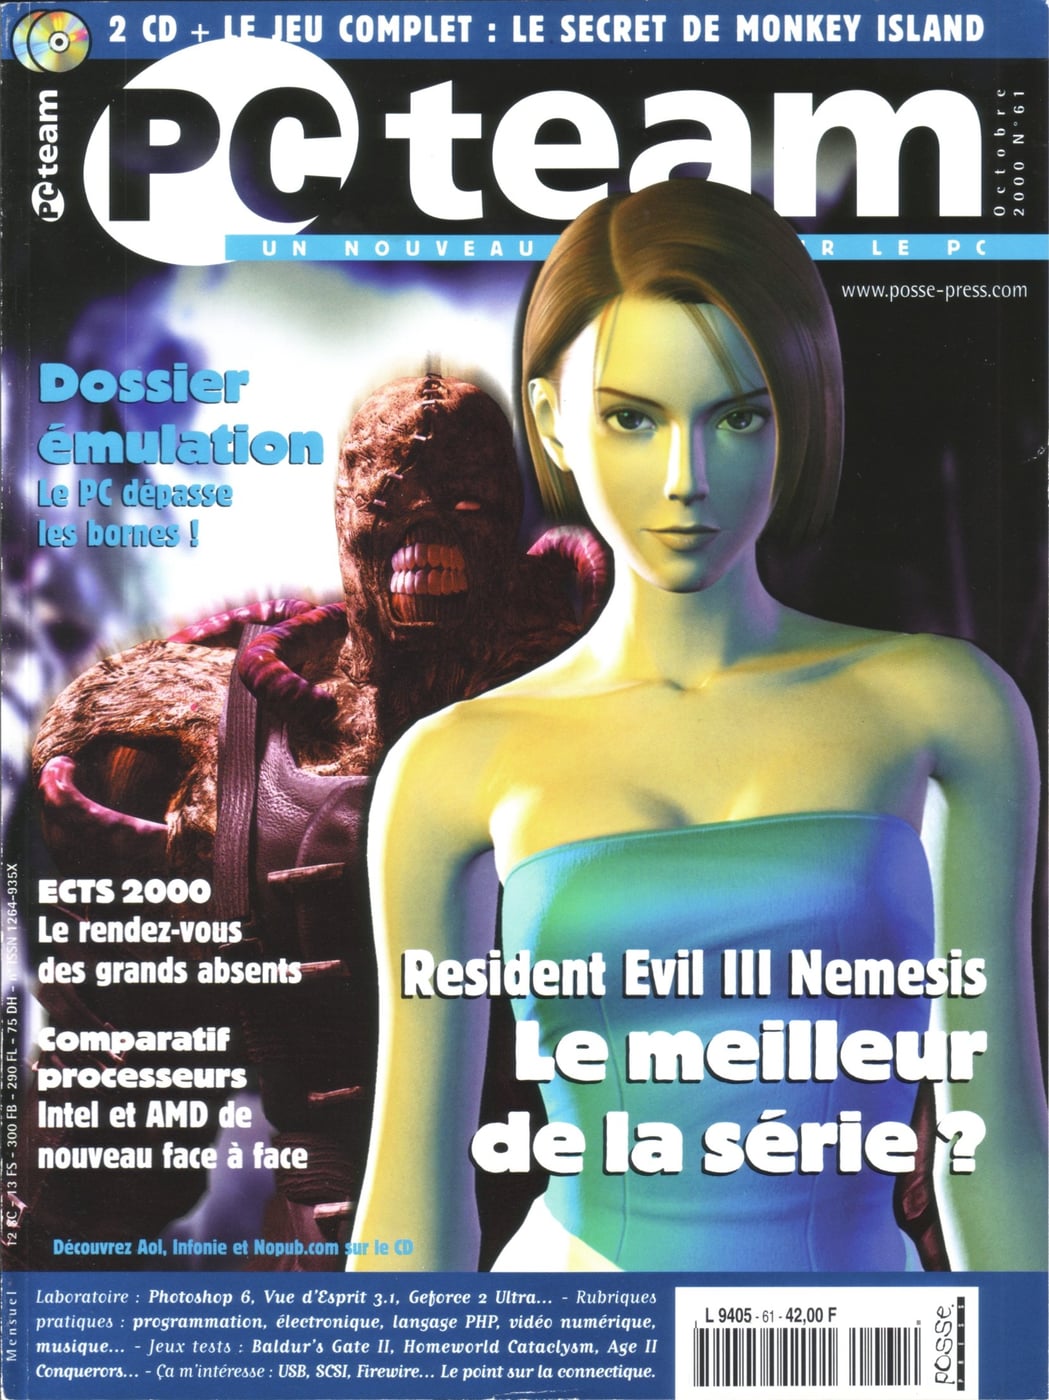 2 CD + LE JEU COMPLET : LE SECRET DE MONKEY ISLAND
PC team
PC team
Octobre
2000 N°61
UN NOUVEAU
R LE PC
www.posse-press.com
Dossier
émulation
Le PC dépasse
les bornes !
ECTS 2000
Le rendez-vous
des grands absents
Comparatif
processeurs
Intel et AMD de
nouveau face à face
Resident Evil III Nemesis
Le meilleur
de la série ?
Découvrez Aol, Infonie et Nopub.com sur le CD
Mensuel - 12 $C - 13 FS - 300 FB - 290 FL - 75 DH - ISSN 1264-935X
Laboratoire : Photoshop 6, Vue d'Esprit 3.1, Geforce 2 Ultra... - Rubriques
pratiques : programmation, électronique, langage PHP, vidéo numérique,
musique... - Jeux tests : Baldur's Gate II, Homeworld Cataclysm, Age II
Conquerors... - Ça m'intéresse : USB, SCSI, Firewire... Le point sur la connectique.
L 9405 - 61 - 42,00 F
posse
PRESS